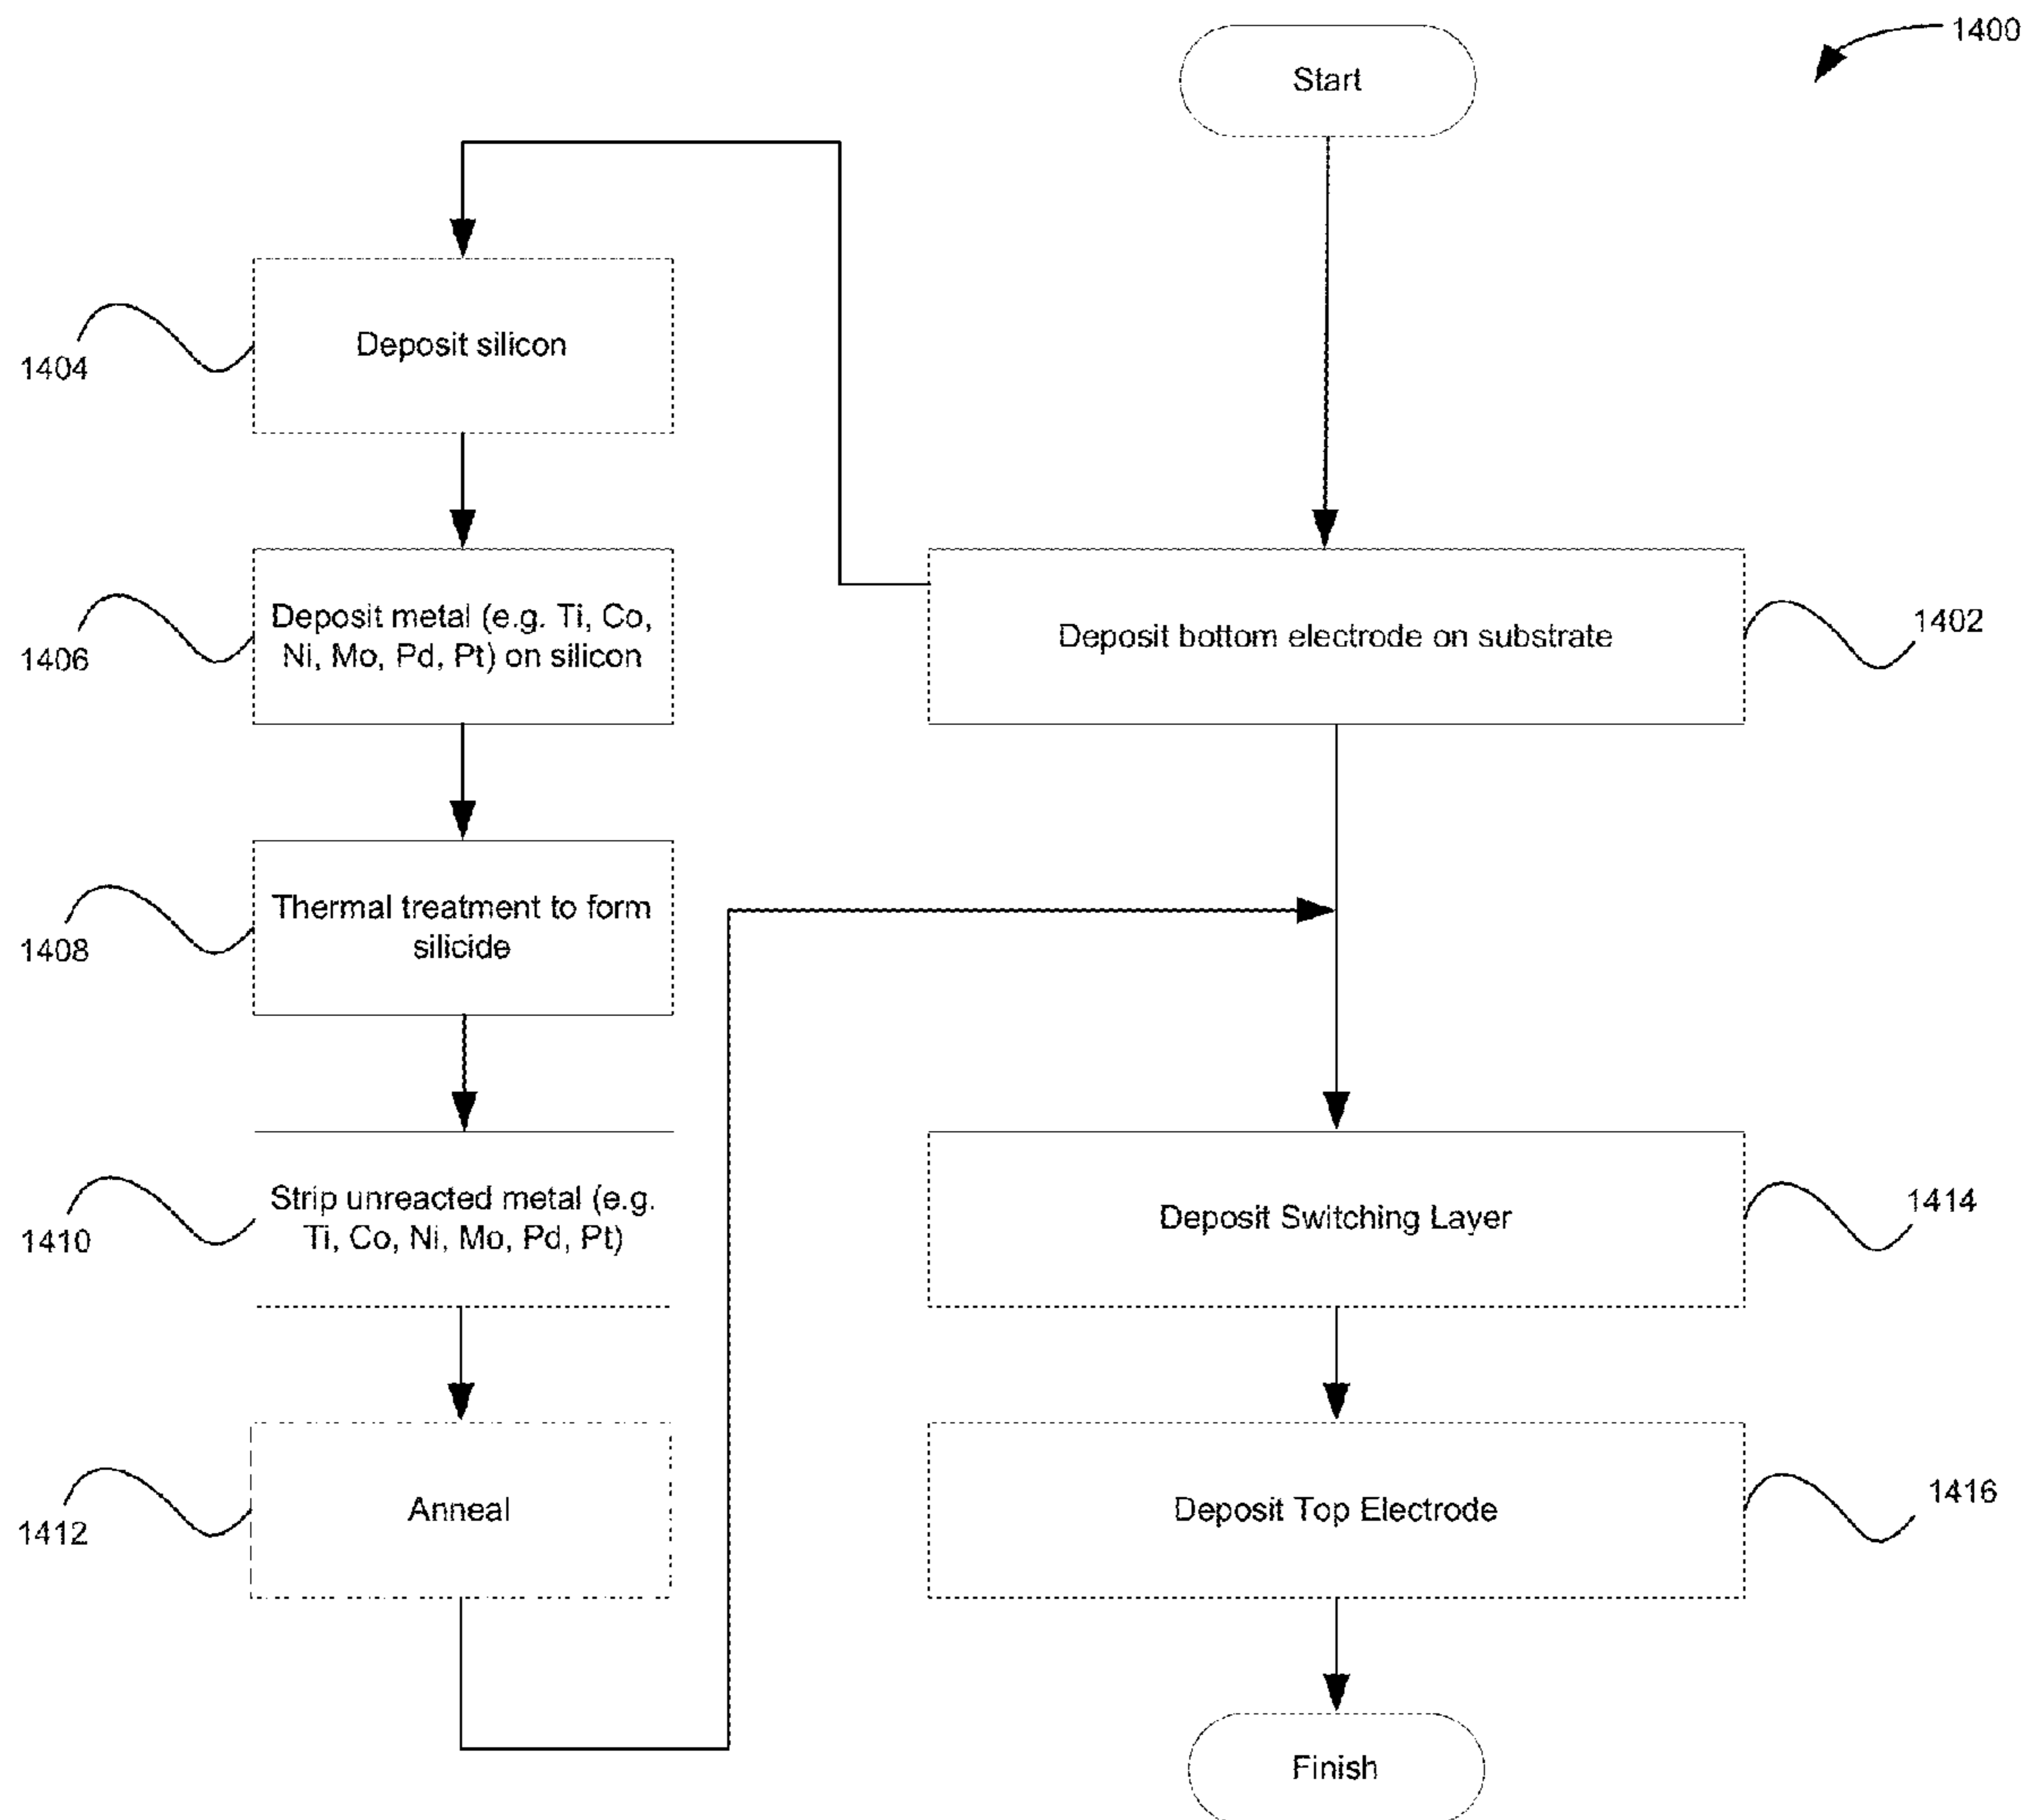 1400
Start
Deposit silicon
1404
Deposit metal (e.g. Ti, Co,
Ni, Mo, Pd, Pt) on silicon
1406
Deposit bottom electrode on substrate
1402
Thermal treatment to form
silicide
1408
Strip unreacted metal (e.g.
Ti, Co, Ni, Mo, Pd, Pt)
1410
Deposit Switching Layer
1414
Anneal
1412
Deposit Top Electrode
1416
Finish